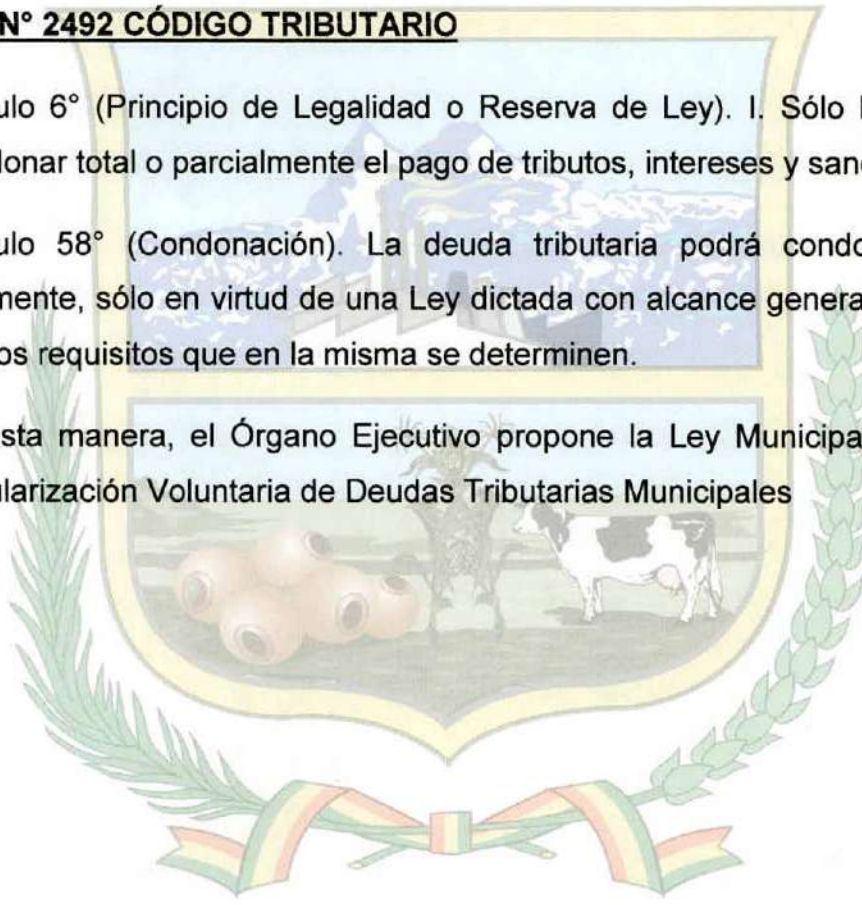 N° 2492 CÓDIGO TRIBUTARIO
ulo 6° (Principio de Legalidad o Reserva de Ley). I. Sólo
lonar total o parcialmente el pago de tributos, intereses y san
ulo 58° (Condonación). La deuda tributaria podrá condo
mente, sólo en virtud de una Ley dictada con alcance genera
os requisitos que en la misma se determinen.
sta manera, el Órgano Ejecutivo propone la Ley Municipa
ularización Voluntaria de Deudas Tributarias Municipales